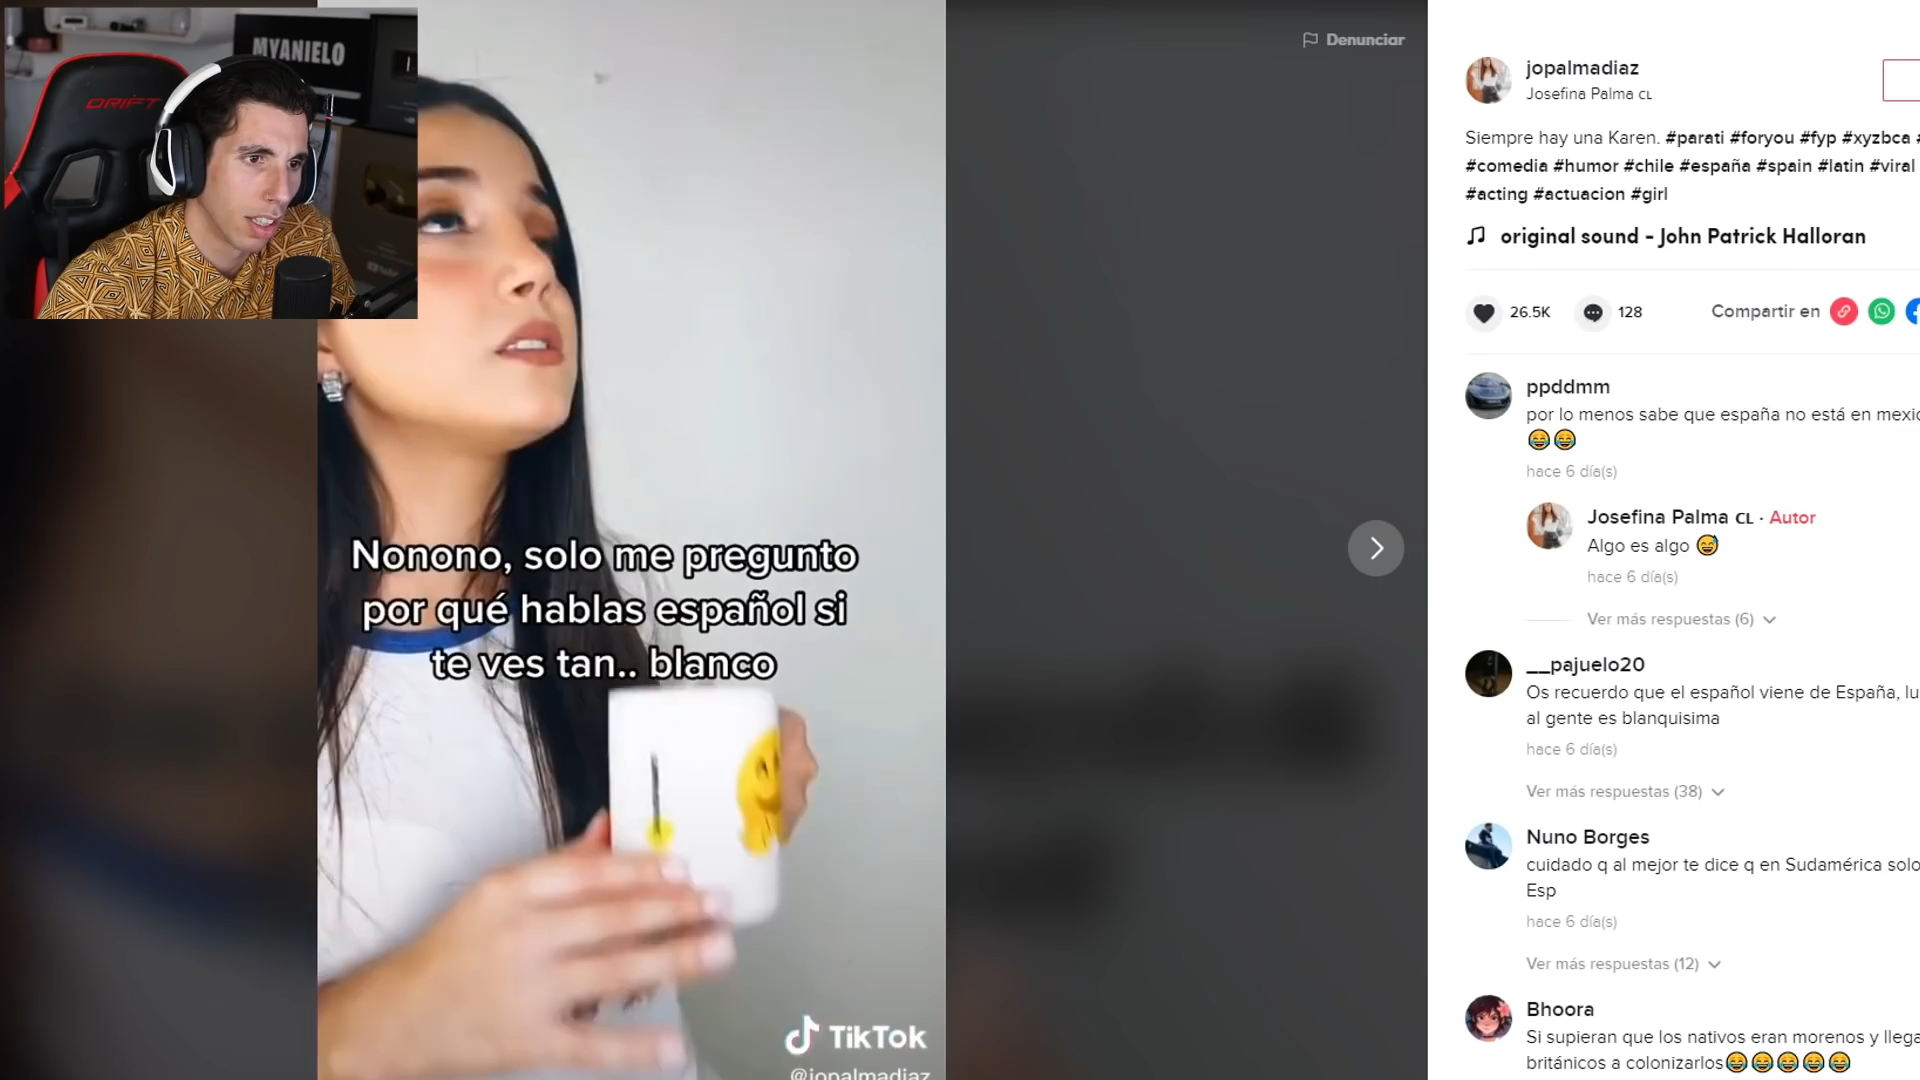 MYANIELO
DRIFT
Nonono, solo me pregunto
por qué hablas español si
te ves tan.. blanco
TikTok
@jopalmadiaz
Denunciar
jopalmadiaz
Josefina Palma CL
Siempre hay una Karen. #parati #foryou #fyp #xyzbca #
#comedia #humor #chile #españa #spain #latin #viral
#acting #actuacion #girl
original sound - John Patrick Halloran
26.5K
128
Compartir en
ppddmm
por lo menos sabe que españa no está en mexic
😂😂
hace 6 día(s)
Josefina Palma CL · Autor
Algo es algo 😅
hace 6 día(s)
Ver más respuestas (6)
__pajuelo20
Os recuerdo que el español viene de España, lu
al gente es blanquisima
hace 6 día(s)
Ver más respuestas (38)
Nuno Borges
cuidado q al mejor te dice q en Sudamérica solo
Esp
hace 6 día(s)
Ver más respuestas (12)
Bhoora
Si supieran que los nativos eran morenos y llega
británicos a colonizarlos😂😂😂😂😂